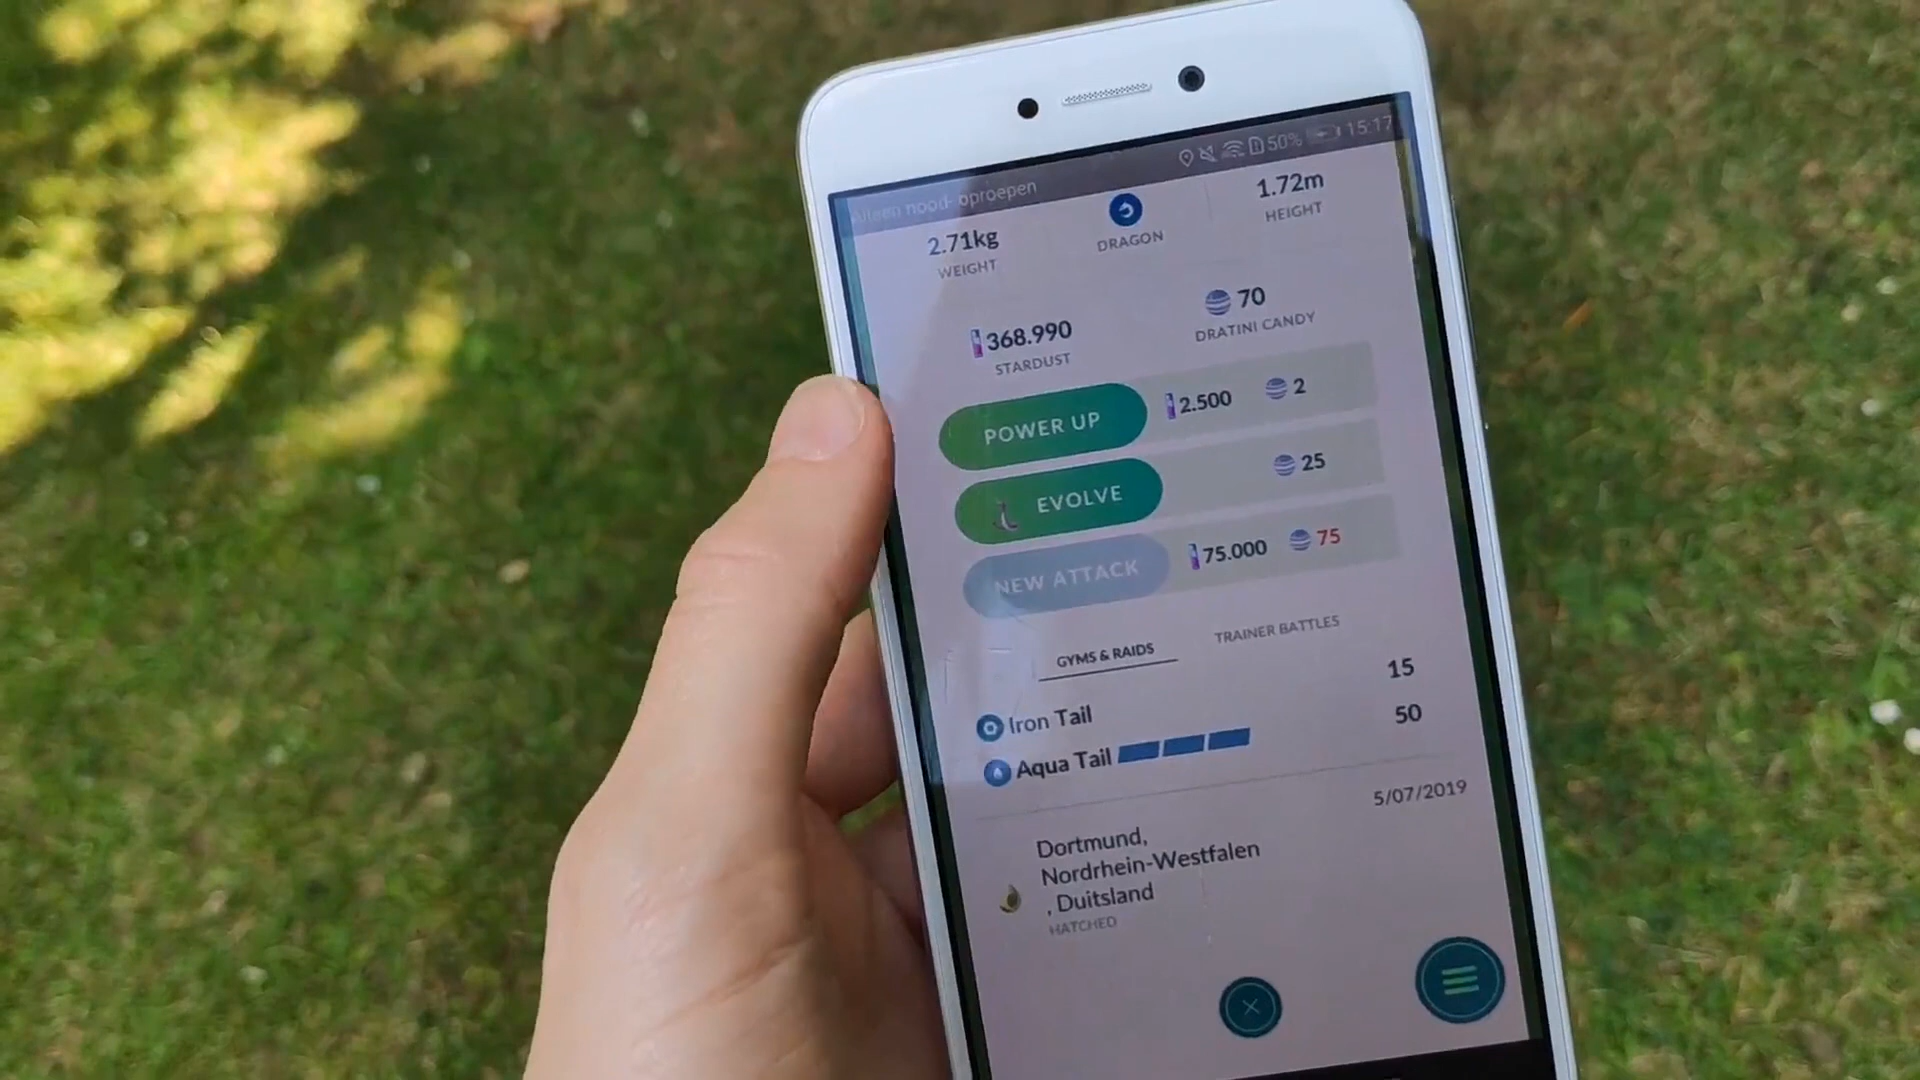 Alleen nood- oproepen
50% 15:17
2.71kg
WEIGHT
DRAGON
1.72m
HEIGHT
368.990
STARDUST
70
DRATINI CANDY
POWER UP 2.500 2
EVOLVE 25
NEW ATTACK 75.000 75
GYMS & RAIDS TRAINER BATTLES
Iron Tail 15
Aqua Tail 50
5/07/2019
Dortmund,
Nordrhein-Westfalen
, Duitsland
HATCHED